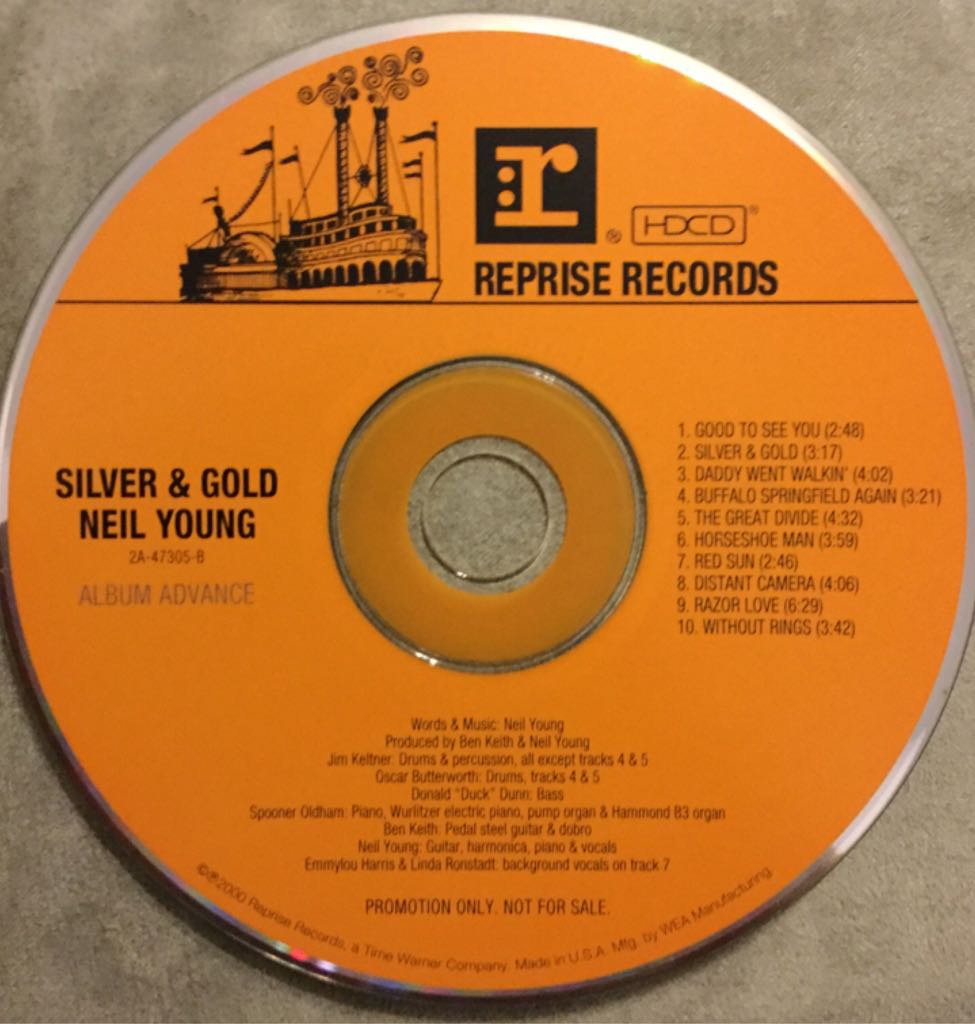 r®
HDCD®
REPRISE RECORDS
SILVER & GOLD
NEIL YOUNG
2A-47305-B
ALBUM ADVANCE
1. GOOD TO SEE YOU (2:48)
2. SILVER & GOLD (3:17)
3. DADDY WENT WALKIN' (4:02)
4. BUFFALO SPRINGFIELD AGAIN (3:21)
5. THE GREAT DIVIDE (4:32)
6. HORSESHOE MAN (3:59)
7. RED SUN (2:46)
8. DISTANT CAMERA (4:06)
9. RAZOR LOVE (6:29)
10. WITHOUT RINGS (3:42)
Words & Music: Neil Young
Produced by Ben Keith & Neil Young
Jim Keltner: Drums & percussion, all except tracks 4 & 5
Oscar Butterworth: Drums, tracks 4 & 5
Donald "Duck" Dunn: Bass
Spooner Oldham: Piano, Wurlitzer electric piano, pump organ & Hammond B3 organ
Ben Keith: Pedal steel guitar & dobro
Neil Young: Guitar, harmonica, piano & vocals
Emmylou Harris & Linda Ronstadt: background vocals on track 7
PROMOTION ONLY. NOT FOR SALE.
©℗2000 Reprise Records, a Time Warner Company. Made in U.S.A. Mfg. by WEA Manufacturing.